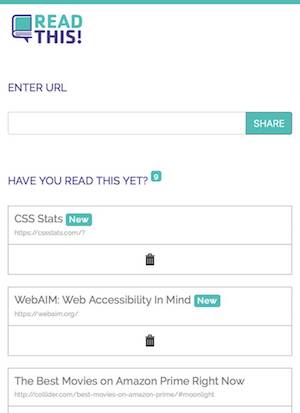 READ
THIS!
ENTER URL
SHARE
HAVE YOU READ THIS YET? 9
CSS Stats New
https://cssstats.com/?
WebAIM: Web Accessibility In Mind New
https://webaim.org/
The Best Movies on Amazon Prime Right Now
http://collider.com/best-movies-on-amazon-prime/#moonlight